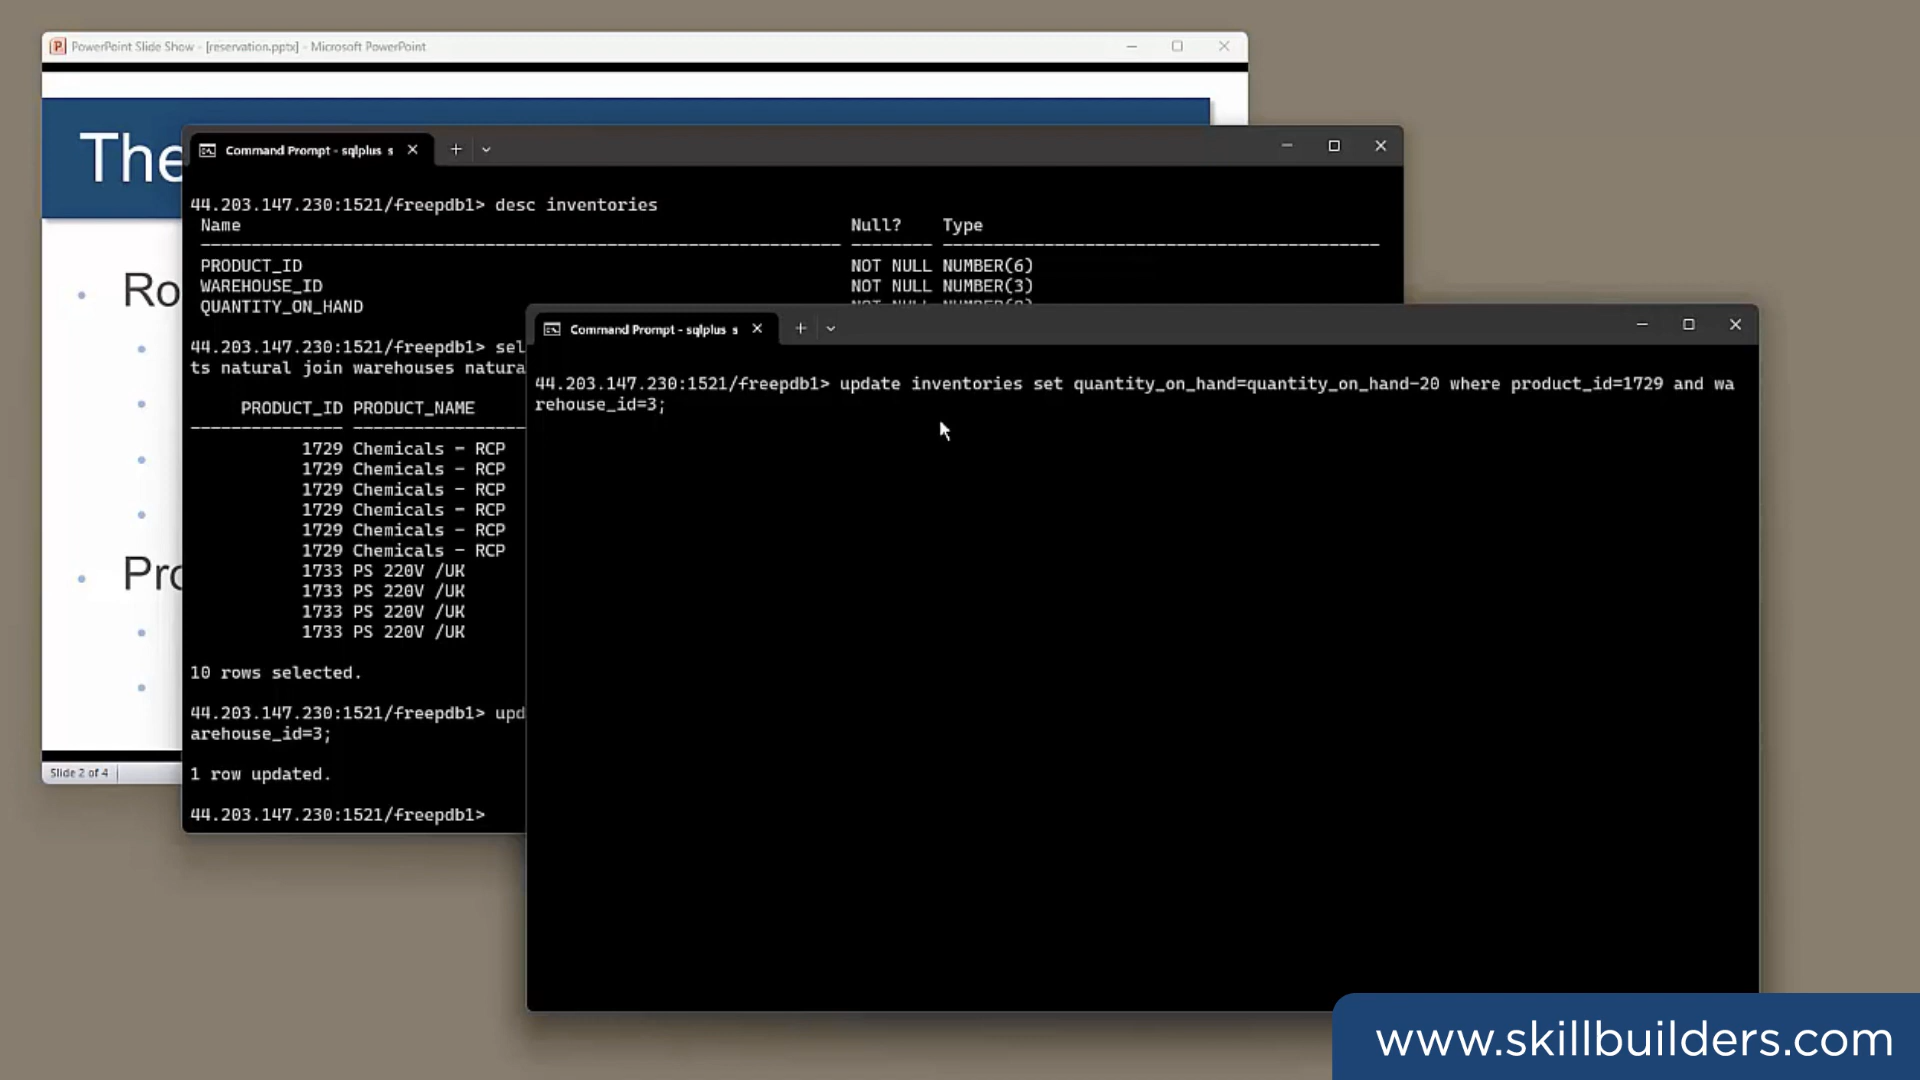 PowerPoint Slide Show - [reservation.pptx] - Microsoft PowerPoint
The
Ro
Pro
Slide 2 of 4
Command Prompt - sqlplus s
44.203.147.230:1521/freepdb1> desc inventories
Name Null? Type
PRODUCT_ID NOT NULL NUMBER(6)
WAREHOUSE_ID NOT NULL NUMBER(3)
QUANTITY_ON_HAND
44.203.147.230:1521/freepdb1> sel
ts natural join warehouses natura
PRODUCT_ID PRODUCT_NAME
1729 Chemicals - RCP
1729 Chemicals - RCP
1729 Chemicals - RCP
1729 Chemicals - RCP
1729 Chemicals - RCP
1729 Chemicals - RCP
1733 PS 220V /UK
1733 PS 220V /UK
1733 PS 220V /UK
1733 PS 220V /UK
10 rows selected.
44.203.147.230:1521/freepdb1> upd
arehouse_id=3;
1 row updated.
44.203.147.230:1521/freepdb1>
Command Prompt - sqlplus s
44.203.147.230:1521/freepdb1> update inventories set quantity_on_hand=quantity_on_hand-20 where product_id=1729 and wa
rehouse_id=3;
www.skillbuilders.com